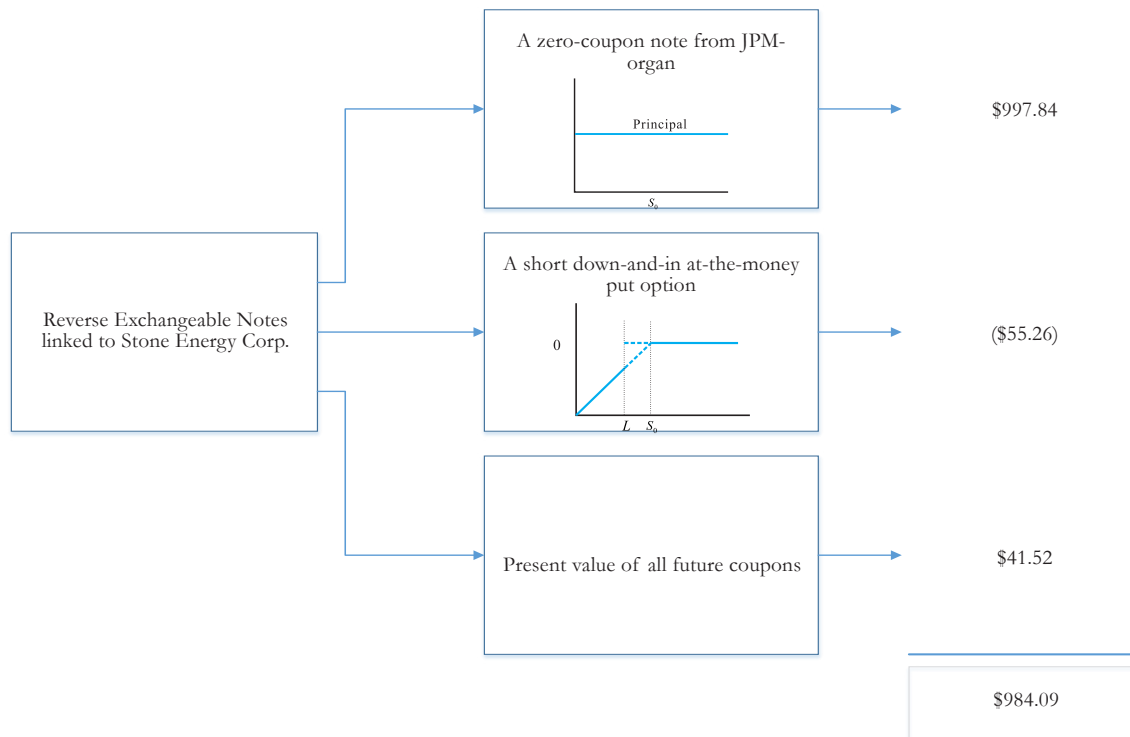 A zero-coupon note from JPM-
organ
Principal
S₀
$997.84
Reverse Exchangeable Notes
linked to Stone Energy Corp.
A short down-and-in at-the-money
put option
0
L S₀
($55.26)
Present value of all future coupons
$41.52
$984.09